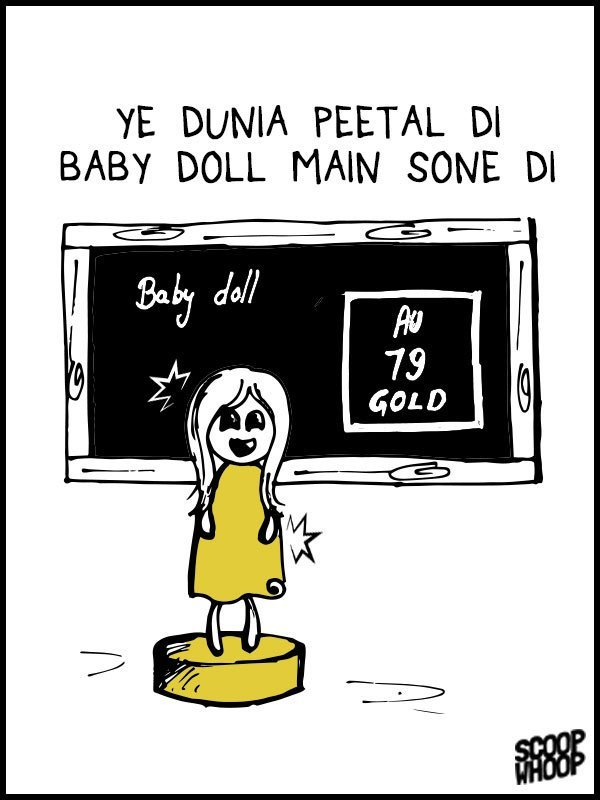 YE DUNIA PEETAL DI
BABY DOLL MAIN SONE DI
Baby doll
AU
79
GOLD
SCOOP
WHOOP